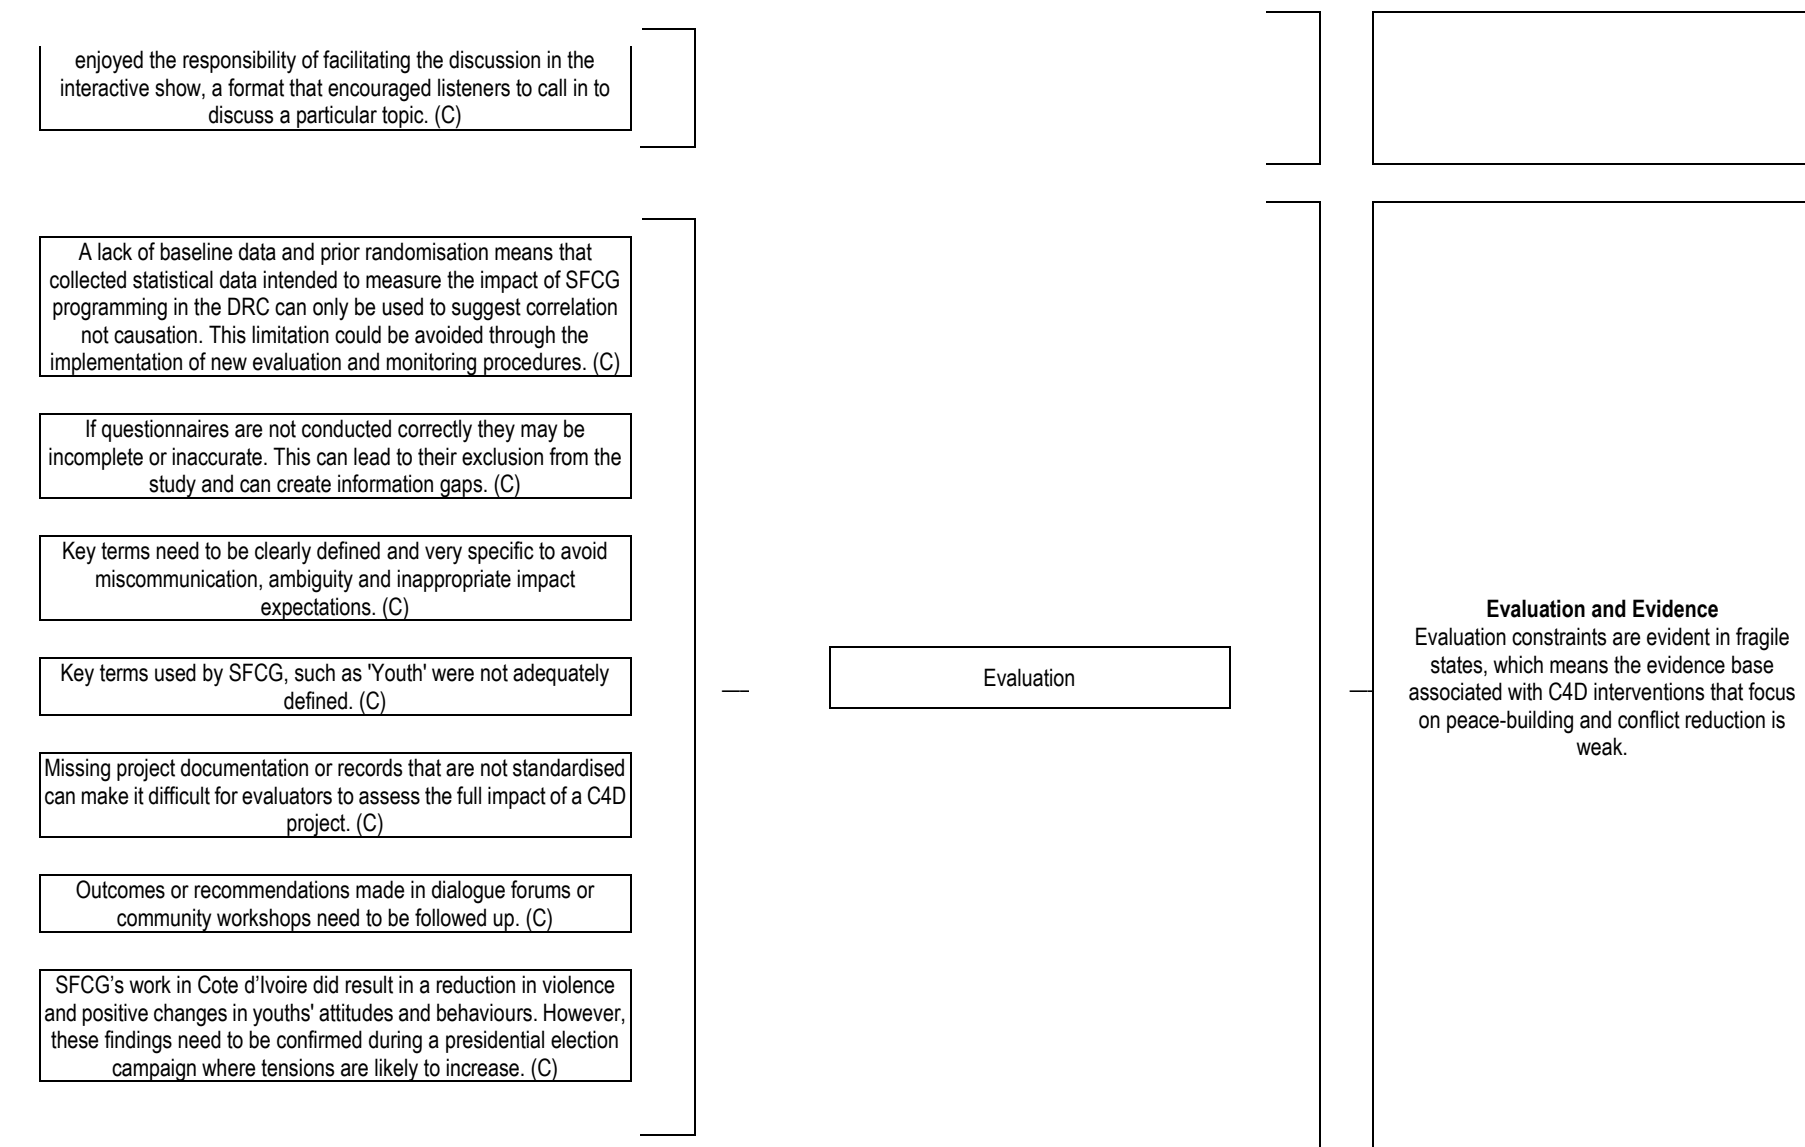 enjoyed the responsibility of facilitating the discussion in the
interactive show, a format that encouraged listeners to call in to
discuss a particular topic. (C)
A lack of baseline data and prior randomisation means that
collected statistical data intended to measure the impact of SFCG
programming in the DRC can only be used to suggest correlation
not causation. This limitation could be avoided through the
implementation of new evaluation and monitoring procedures. (C)
If questionnaires are not conducted correctly they may be
incomplete or inaccurate. This can lead to their exclusion from the
study and can create information gaps. (C)
Key terms need to be clearly defined and very specific to avoid
miscommunication, ambiguity and inappropriate impact
expectations. (C)
Key terms used by SFCG, such as 'Youth' were not adequately
defined. (C)
Missing project documentation or records that are not standardised
can make it difficult for evaluators to assess the full impact of a C4D
project. (C)
Outcomes or recommendations made in dialogue forums or
community workshops need to be followed up. (C)
SFCG’s work in Cote d’Ivoire did result in a reduction in violence
and positive changes in youths' attitudes and behaviours. However,
these findings need to be confirmed during a presidential election
campaign where tensions are likely to increase. (C)
Evaluation
Evaluation and Evidence
Evaluation constraints are evident in fragile
states, which means the evidence base
associated with C4D interventions that focus
on peace-building and conflict reduction is
weak.